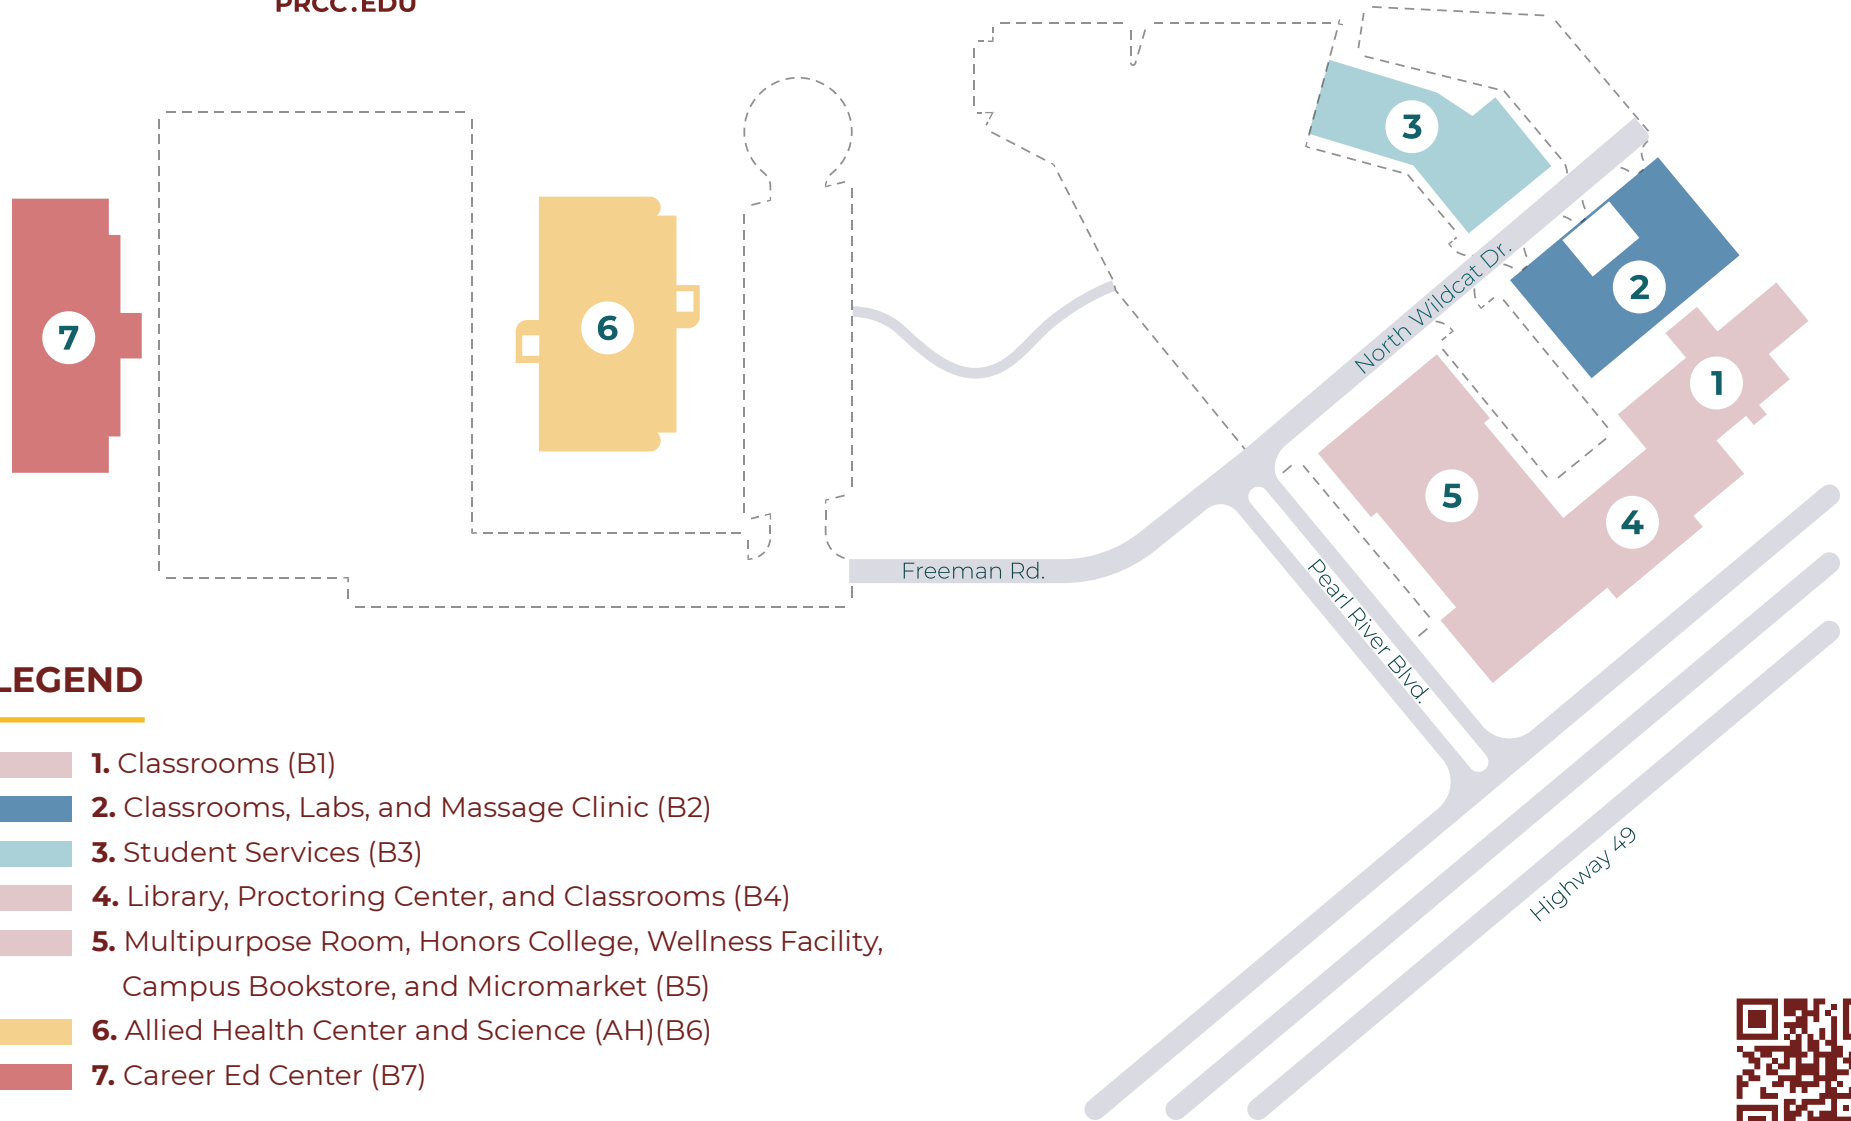 PRCC.EDU
3
2
North Wildcat Dr.
7
6
1
5
4
Freeman Rd.
Pearl River Blvd.
Highway 49
LEGEND
1. Classrooms (B1)
2. Classrooms, Labs, and Massage Clinic (B2)
3. Student Services (B3)
4. Library, Proctoring Center, and Classrooms (B4)
5. Multipurpose Room, Honors College, Wellness Facility,
Campus Bookstore, and Micromarket (B5)
6. Allied Health Center and Science (AH)(B6)
7. Career Ed Center (B7)